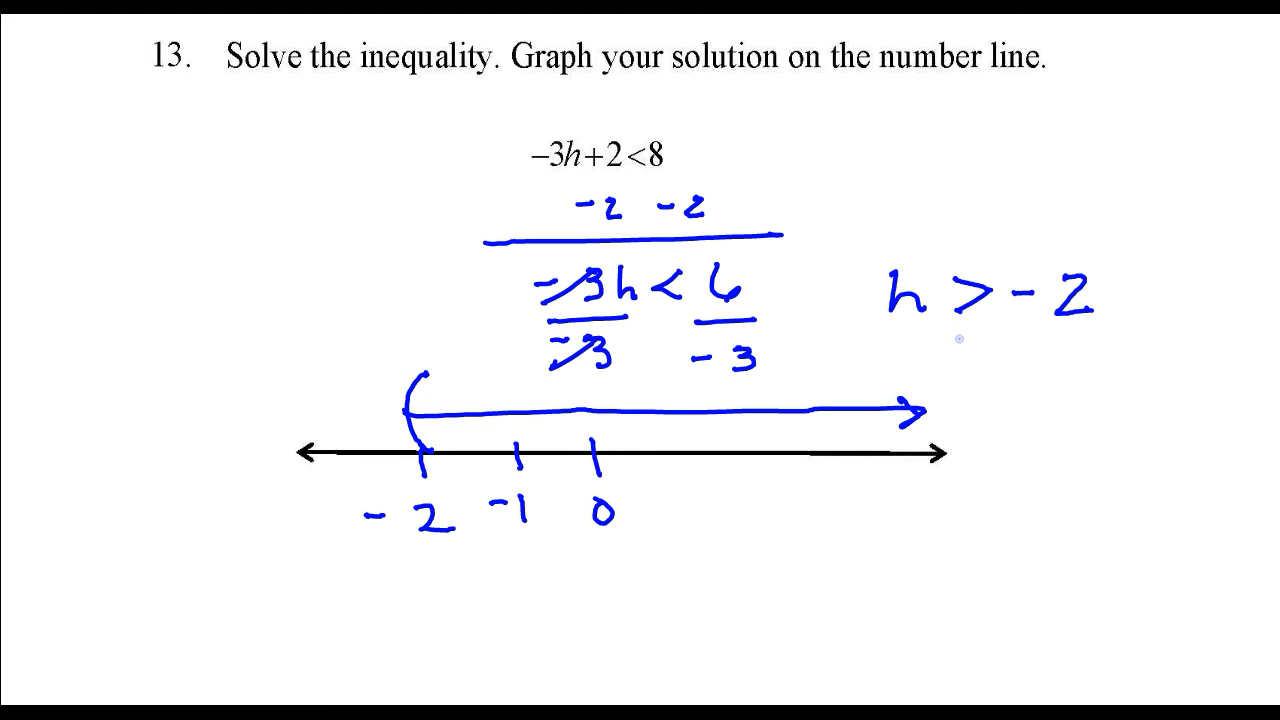 13. Solve the inequality. Graph your solution on the number line.
−3h+2<8
-2 -2
-3h < 6
-3 -3
h > -2
-2 -1 0